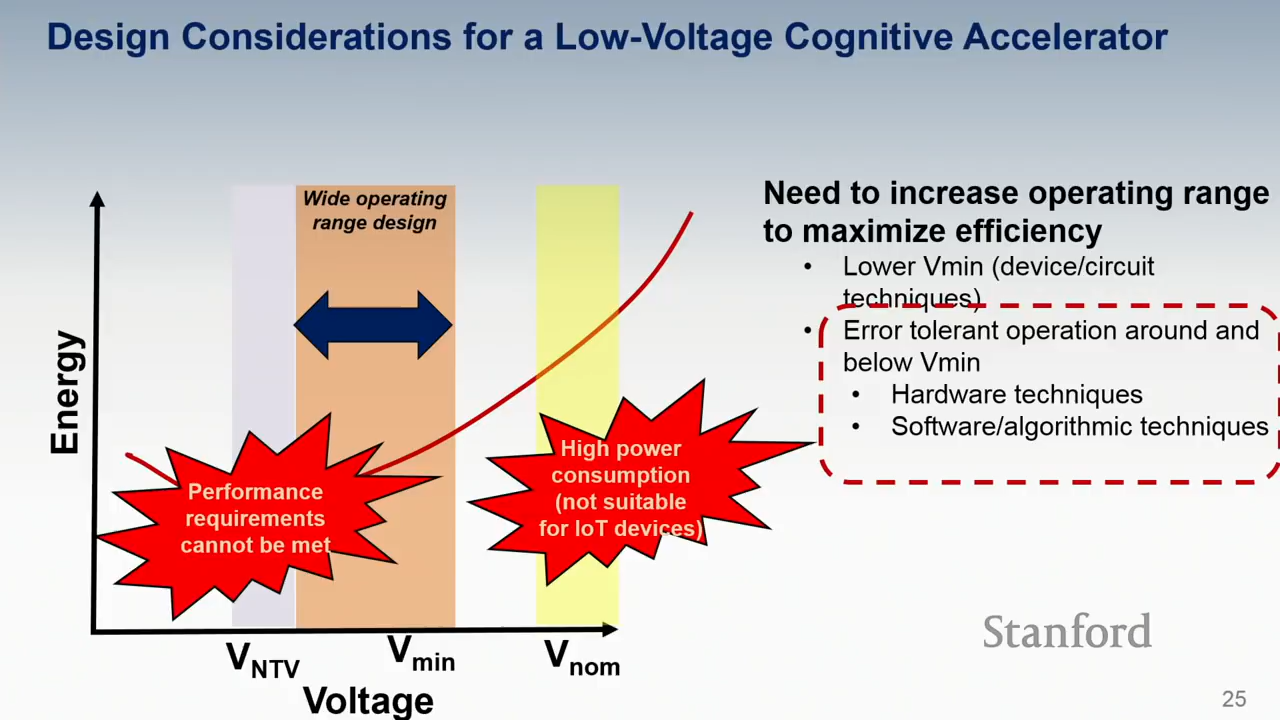 Design Considerations for a Low-Voltage Cognitive Accelerator
Wide operating
range design
Energy
Performance
requirements
cannot be met
High power
consumption
(not suitable
for IoT devices)
VNTV
Vmin
Vnom
Voltage
Need to increase operating range
to maximize efficiency
• Lower Vmin (device/circuit
techniques)
• Error tolerant operation around and
below Vmin
• Hardware techniques
• Software/algorithmic techniques
Stanford
25